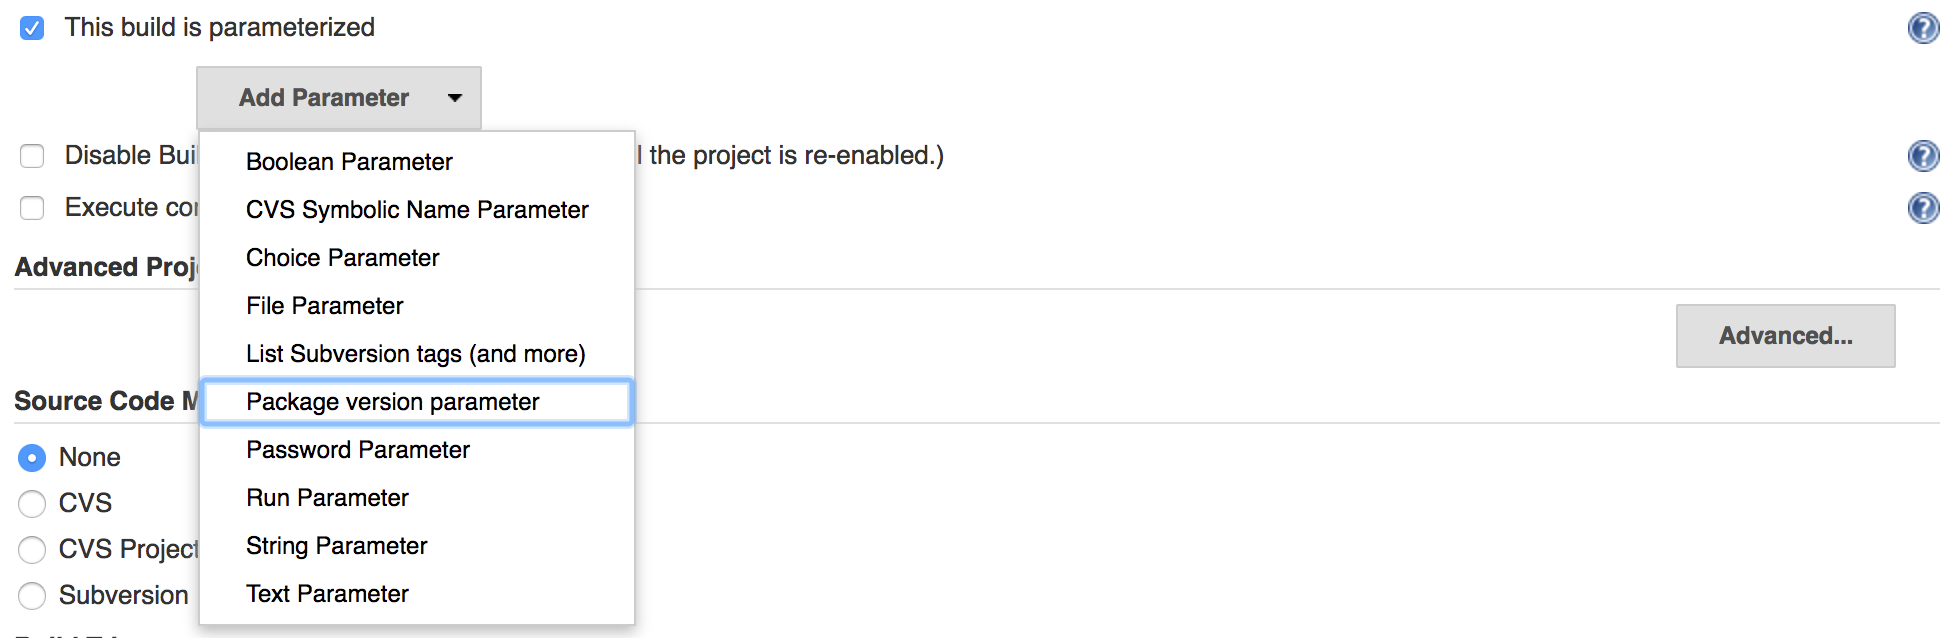 This build is parameterized
?
Add Parameter
Disable Bui l the project is re-enabled.)
?
Boolean Parameter
Execute co
?
CVS Symbolic Name Parameter
Choice Parameter
Advanced Proj
File Parameter
Advanced...
List Subversion tags (and more)
Source Code M
Package version parameter
None
Password Parameter
CVS
Run Parameter
CVS Project
String Parameter
Subversion
Text Parameter